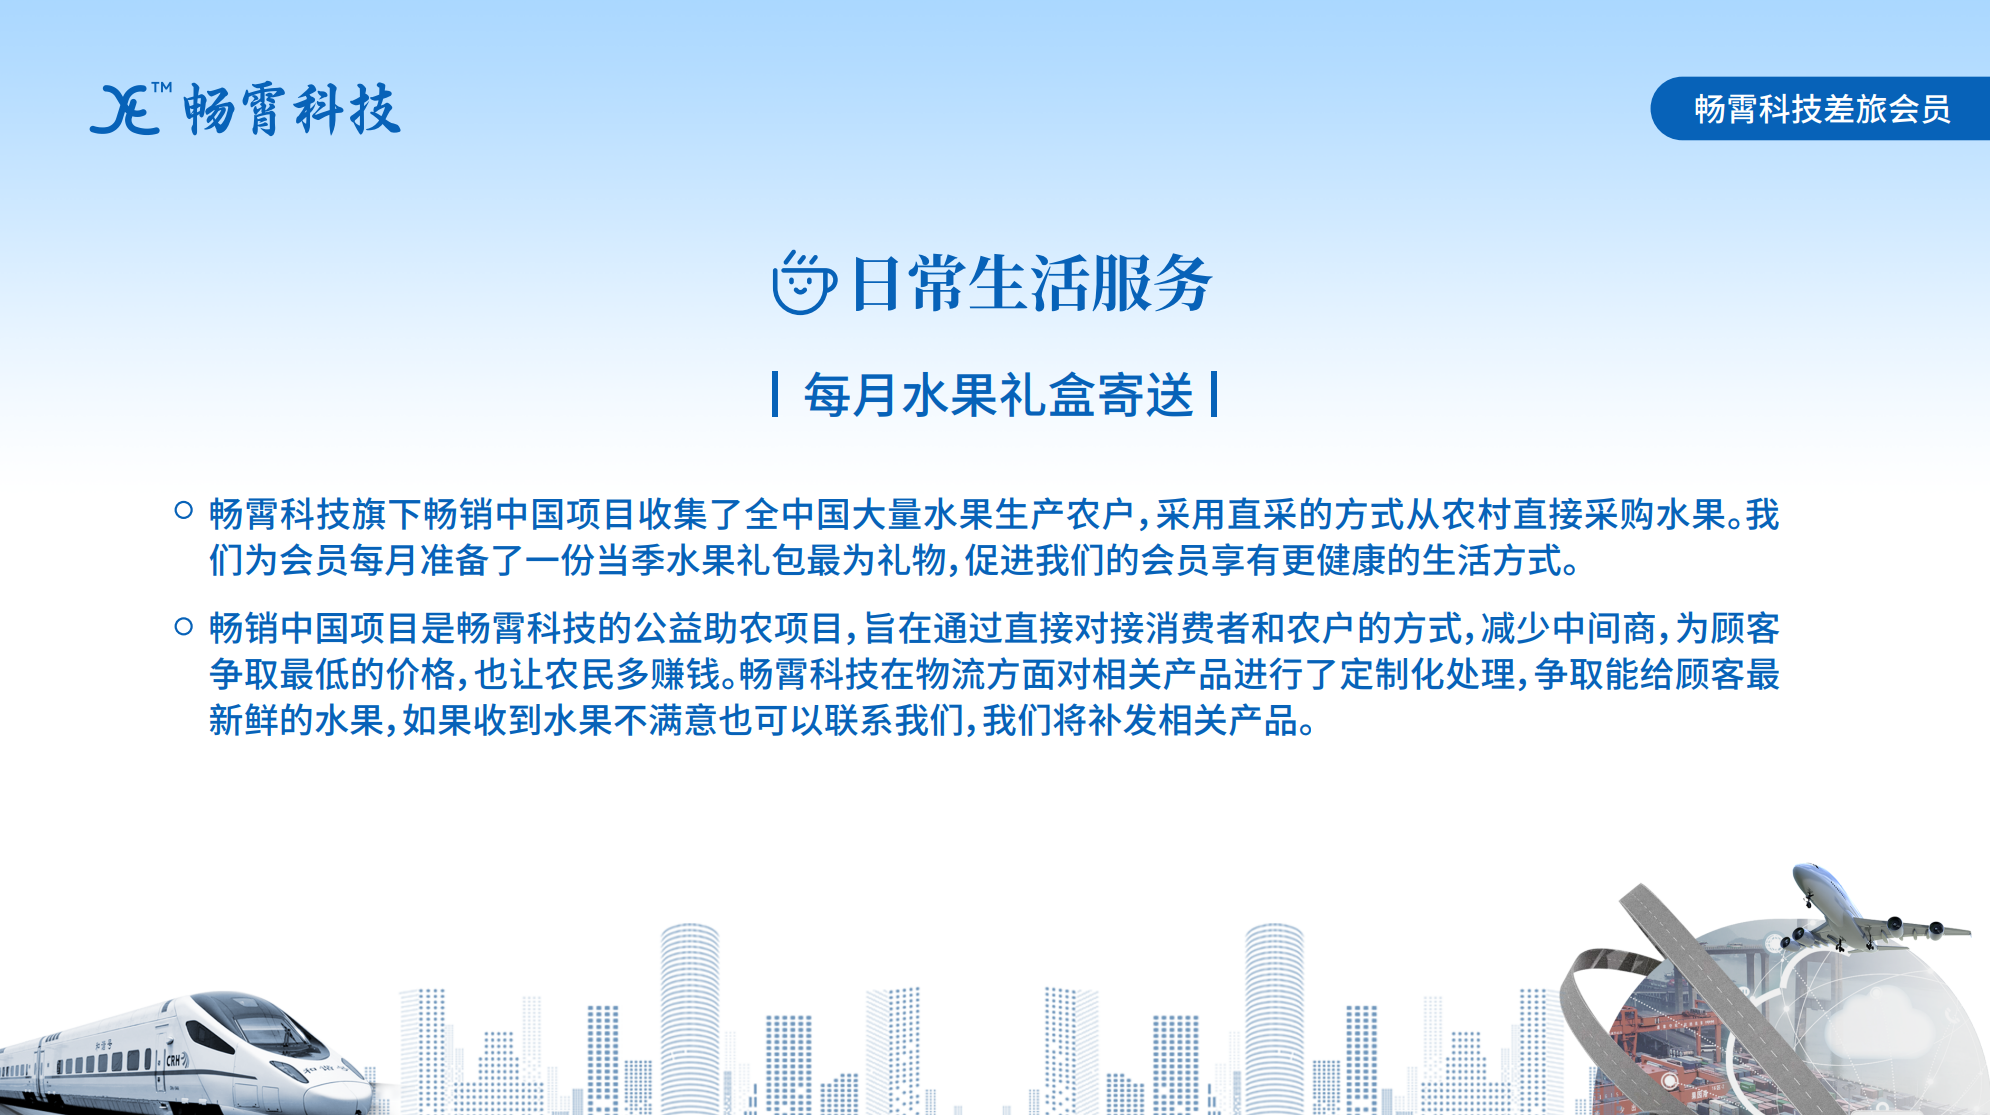 XE™ 畅霄科技
畅霄科技差旅会员
日常生活服务
每月水果礼盒寄送
畅霄科技旗下畅销中国项目收集了全中国大量水果生产农户，采用直采的方式从农村直接采购水果。我
们为会员每月准备了一份当季水果礼包最为礼物，促进我们的会员享有更健康的生活方式。
畅销中国项目是畅霄科技的公益助农项目，旨在通过直接对接消费者和农户的方式，减少中间商，为顾客
争取最低的价格，也让农民多赚钱。畅霄科技在物流方面对相关产品进行了定制化处理，争取能给顾客最
新鲜的水果，如果收到水果不满意也可以联系我们，我们将补发相关产品。
和谐号
CRH